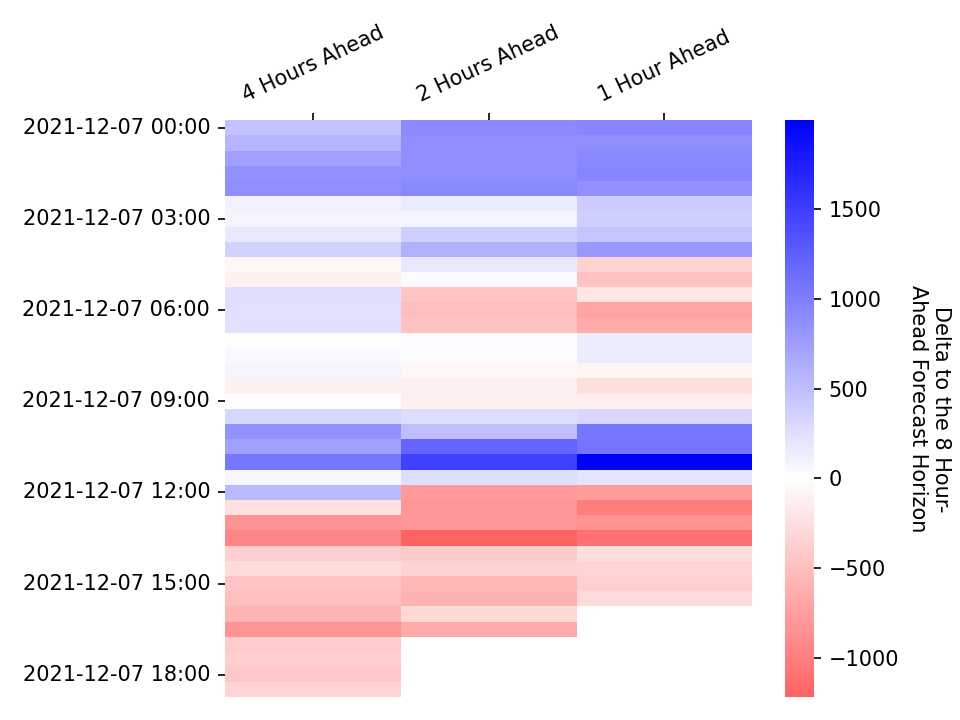 4 Hours Ahead
2 Hours Ahead
1 Hour Ahead
2021-12-07 00:00
2021-12-07 03:00
2021-12-07 06:00
2021-12-07 09:00
2021-12-07 12:00
2021-12-07 15:00
2021-12-07 18:00
1500
1000
500
0
−500
−1000
Delta to the 8 Hour-
Ahead Forecast Horizon